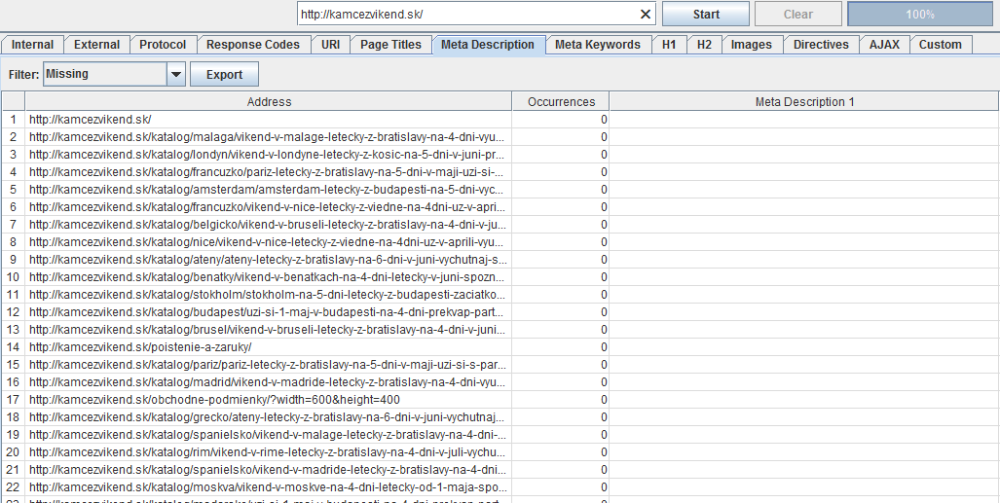 http://kamcezvikend.sk/ Start Clear 100%
Internal External Protocol Response Codes URI Page Titles Meta Description Meta Keywords H1 H2 Images Directives AJAX Custom
Filter: Missing Export
Address Occurrences Meta Description 1
1 http://kamcezvikend.sk/ 0
2 http://kamcezvikend.sk/katalog/malaga/vikend-v-malage-letecky-z-bratislavy-na-4-dni-vyu... 0
3 http://kamcezvikend.sk/katalog/londyn/vikend-v-londyne-letecky-z-kosic-na-5-dni-v-juni-pr... 0
4 http://kamcezvikend.sk/katalog/francuzko/pariz-letecky-z-bratislavy-na-5-dni-v-maji-uzi-si-... 0
5 http://kamcezvikend.sk/katalog/amsterdam/amsterdam-letecky-z-budapesti-na-5-dni-vyc... 0
6 http://kamcezvikend.sk/katalog/francuzko/vikend-v-nice-letecky-z-viedne-na-4dni-uz-v-apri... 0
7 http://kamcezvikend.sk/katalog/belgicko/vikend-v-bruseli-letecky-z-bratislavy-na-4-dni-v-ju... 0
8 http://kamcezvikend.sk/katalog/nice/vikend-v-nice-letecky-z-viedne-na-4dni-uz-v-aprili-vyu... 0
9 http://kamcezvikend.sk/katalog/ateny/ateny-letecky-z-bratislavy-na-6-dni-v-juni-vychutnaj-s... 0
10 http://kamcezvikend.sk/katalog/benatky/vikend-v-benatkach-na-4-dni-letecky-v-juni-spozn... 0
11 http://kamcezvikend.sk/katalog/stokholm/stokholm-na-5-dni-letecky-z-budapesti-zaciatko... 0
12 http://kamcezvikend.sk/katalog/budapest/uzi-si-1-maj-v-budapesti-na-4-dni-prekvap-part... 0
13 http://kamcezvikend.sk/katalog/brusel/vikend-v-bruseli-letecky-z-bratislavy-na-4-dni-v-juni... 0
14 http://kamcezvikend.sk/poistenie-a-zaruky/ 0
15 http://kamcezvikend.sk/katalog/pariz/pariz-letecky-z-bratislavy-na-5-dni-v-maji-uzi-si-s-par... 0
16 http://kamcezvikend.sk/katalog/madrid/vikend-v-madride-letecky-z-bratislavy-na-4-dni-vyu... 0
17 http://kamcezvikend.sk/obchodne-podmienky/?width=600&height=400 0
18 http://kamcezvikend.sk/katalog/grecko/ateny-letecky-z-bratislavy-na-6-dni-v-juni-vychutnaj... 0
19 http://kamcezvikend.sk/katalog/spanielsko/vikend-v-malage-letecky-z-bratislavy-na-4-dni-... 0
20 http://kamcezvikend.sk/katalog/rim/vikend-v-rime-letecky-z-bratislavy-na-4-dni-v-juli-vychu... 0
21 http://kamcezvikend.sk/katalog/spanielsko/vikend-v-madride-letecky-z-bratislavy-na-4-dni... 0
22 http://kamcezvikend.sk/katalog/moskva/vikend-v-moskve-na-4-dni-letecky-od-1-maja-spo... 0